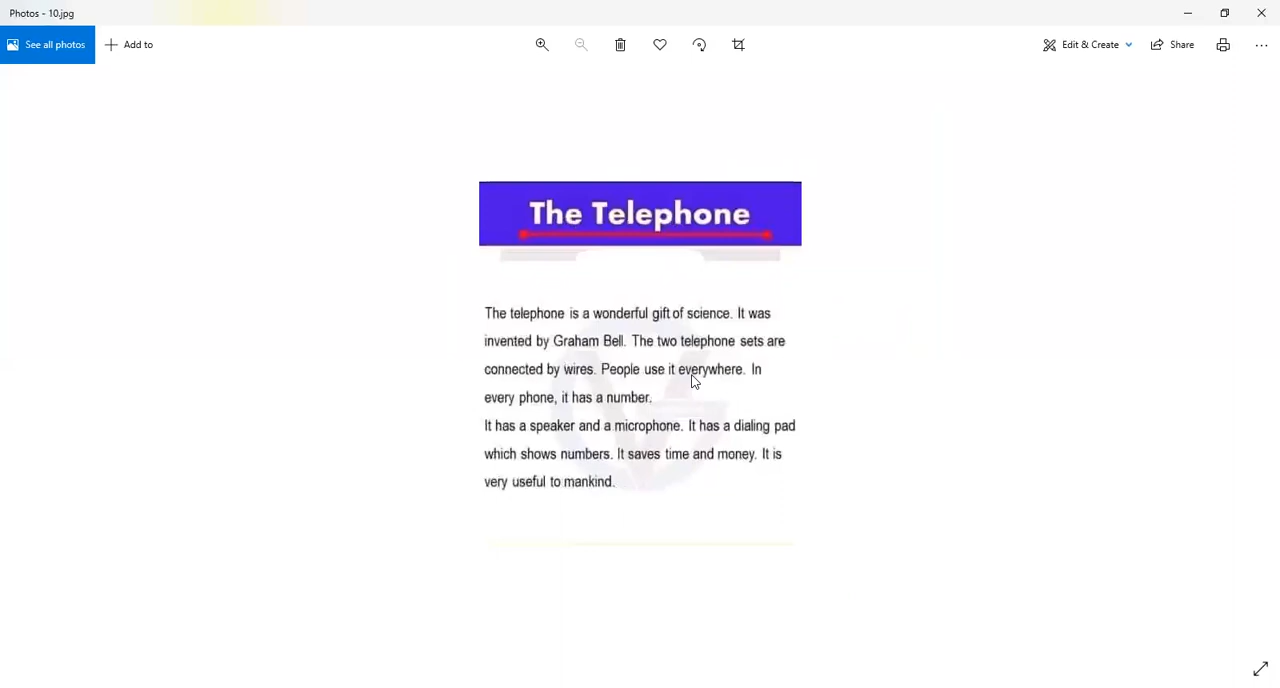 Photos - 10.jpg
See all photos
Add to
Edit & Create
Share
The Telephone
The telephone is a wonderful gift of science. It was
invented by Graham Bell. The two telephone sets are
connected by wires. People use it everywhere. In
every phone, it has a number.
It has a speaker and a microphone. It has a dialing pad
which shows numbers. It saves time and money. It is
very useful to mankind.